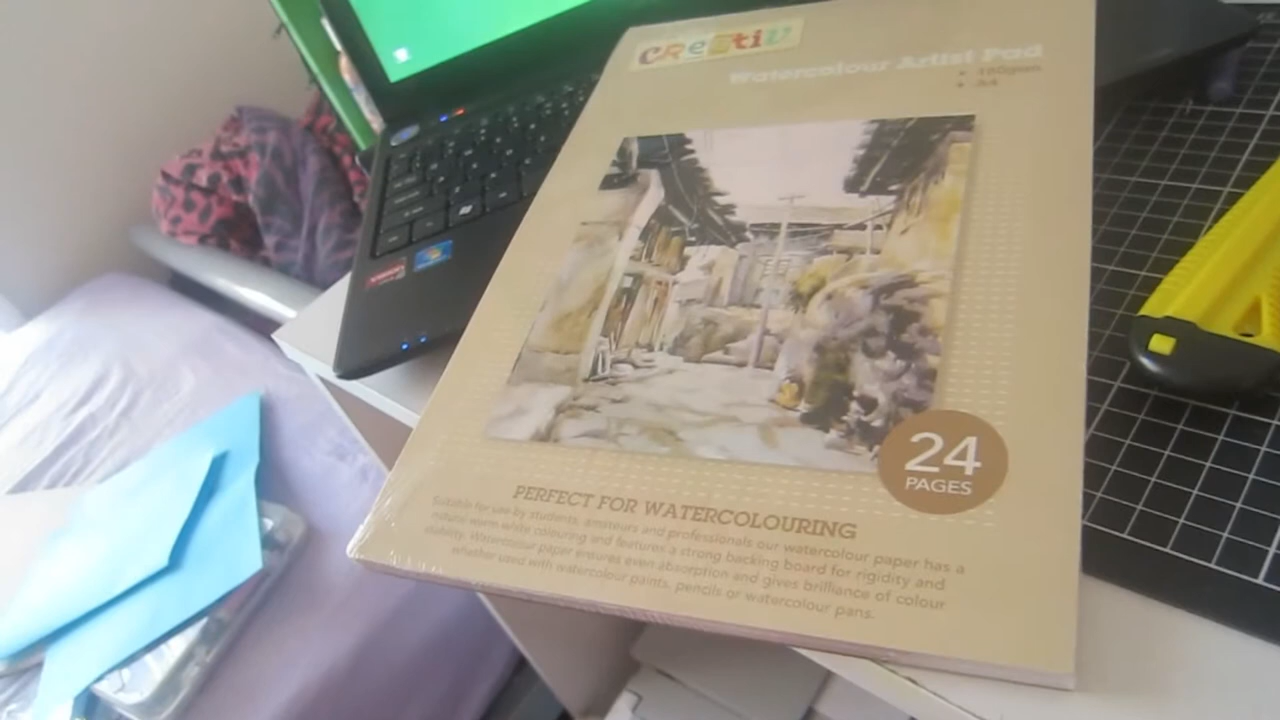 CReatiV
Watercolour Artist Pad
A4
24
PAGES
PERFECT FOR WATERCOLOURING
Suitable for use by students, amateurs and professionals our watercolour paper has a
natural warm white colouring and features a strong backing board for rigidity and
stability. Watercolour paper ensures even absorption and gives brilliance of colour
whether used with watercolour paints, pencils or watercolour pans.